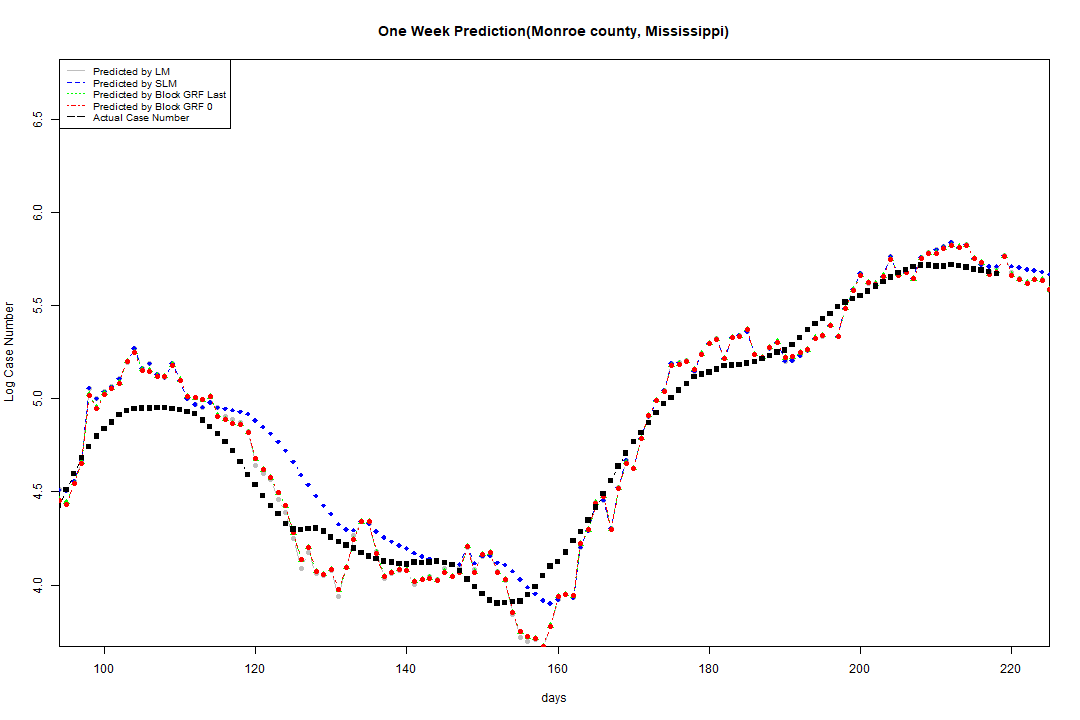 One Week Prediction(Monroe county, Mississippi)
Predicted by LM
Predicted by SLM
Predicted by Block GRF Last
Predicted by Block GRF 0
Actual Case Number
Log Case Number
6.5
6.0
5.5
5.0
4.5
4.0
100 120 140 160 180 200 220
days